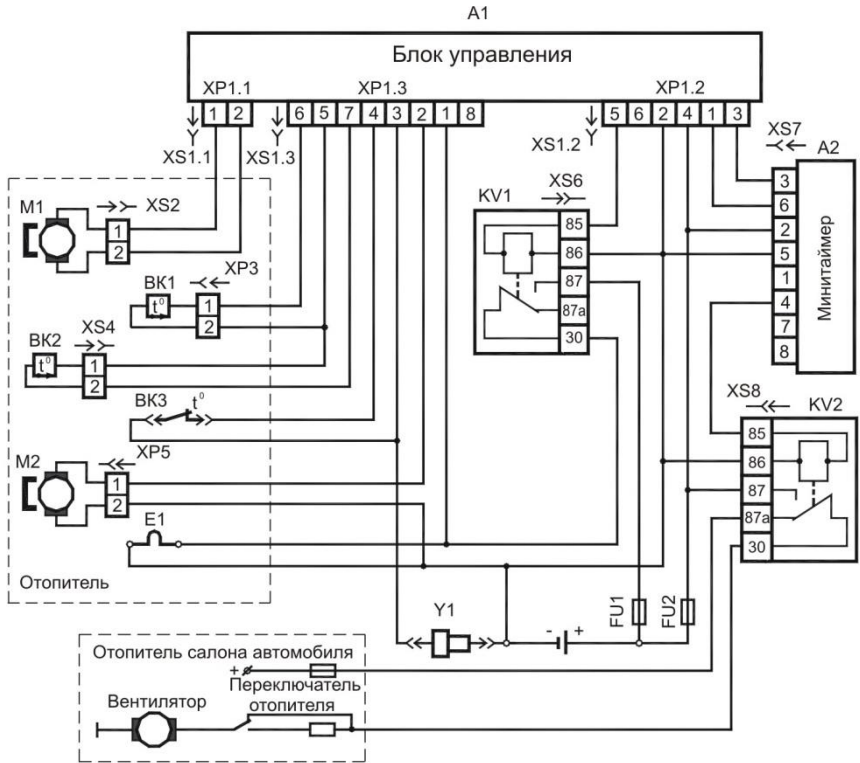 A1
Блок управления
XP1.1 XP1.3 XP1.2
1 2 6 5 7 4 3 2 1 8 5 6 2 4 1 3
XS1.1 XS1.3 XS1.2
XS7
A2
3
6
2
5
1
4
7
8
Минитаймер
M1
XS2
1
2
KV1
XS6
85
86
87
87a
30
BK1
t⁰
XP3
1
2
BK2
t⁰
XS4
1
2
BK3
t⁰
XS8
KV2
85
86
87
87a
30
M2
XP5
1
2
E1
Отопитель
Y1
- +
FU1
FU2
Отопитель салона автомобиля
+
Переключатель
отопителя
Вентилятор